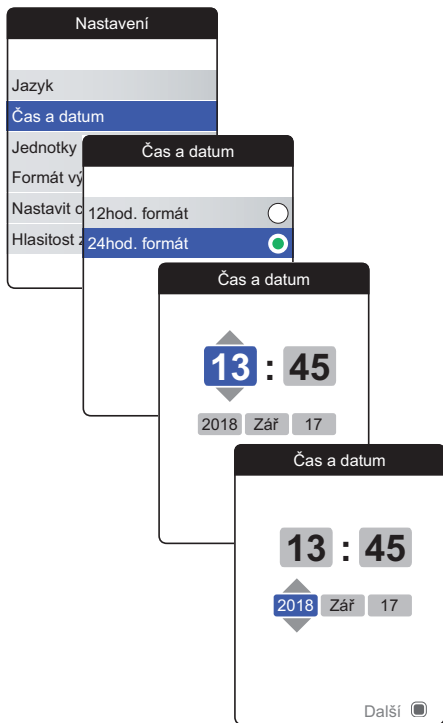 Nastavení
Jazyk
Čas a datum
Jednotky
Formát vý
Nastavit
Hlasitost
Čas a datum
12hod. formát
24hod. formát
Čas a datum
13 : 45
2018 Zář 17
Čas a datum
13 : 45
2018 Zář 17
Další